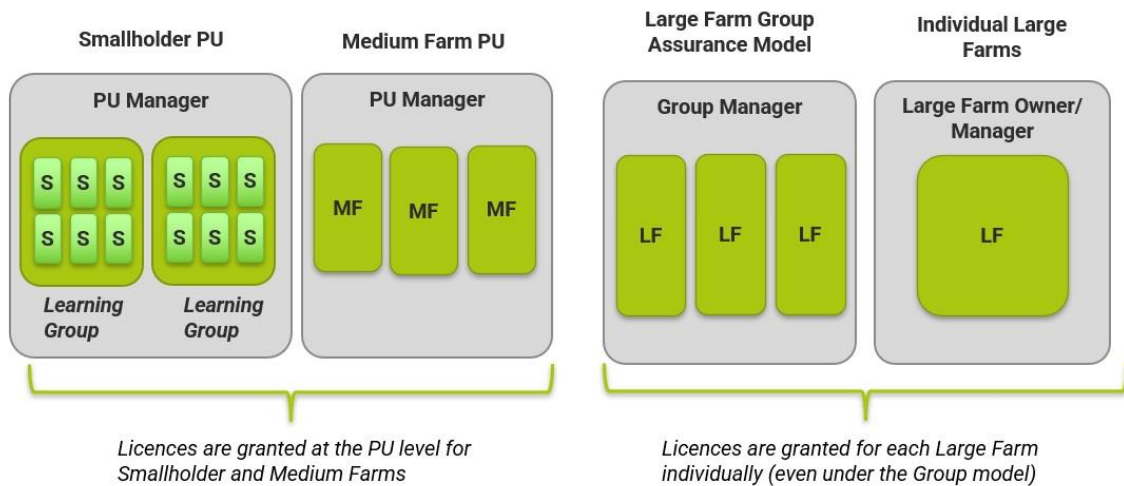 Smallholder PU
Medium Farm PU
Large Farm Group
Assurance Model
Individual Large
Farms
PU Manager
PU Manager
Group Manager
Large Farm Owner/
Manager
S S S
S S S
S S S
S S S
MF MF MF
LF LF LF
LF
Learning
Group
Learning
Group
Licences are granted at the PU level for
Smallholder and Medium Farms
Licences are granted for each Large Farm
individually (even under the Group model)